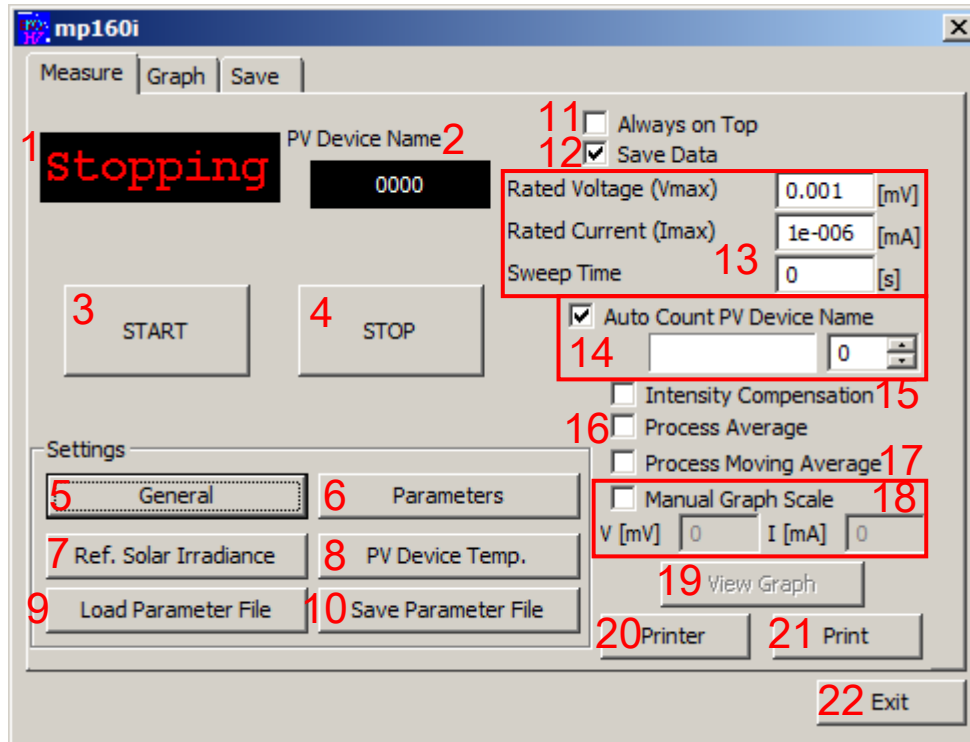 mp160i
Measure Graph Save
1 Stopping
PV Device Name 2
0000
11 Always on Top
12 Save Data
Rated Voltage (Vmax) 0.001 [mV]
Rated Current (Imax) 1e-006 [mA]
13
Sweep Time 0 [s]
3 START
4 STOP
Auto Count PV Device Name
14 0
Intensity Compensation 15
16 Process Average
Process Moving Average 17
Manual Graph Scale 18
V [mV] 0 I [mA] 0
Settings
5 General
6 Parameters
7 Ref. Solar Irradiance
8 PV Device Temp.
9 Load Parameter File
10 Save Parameter File
19 View Graph
20 Printer
21 Print
22 Exit